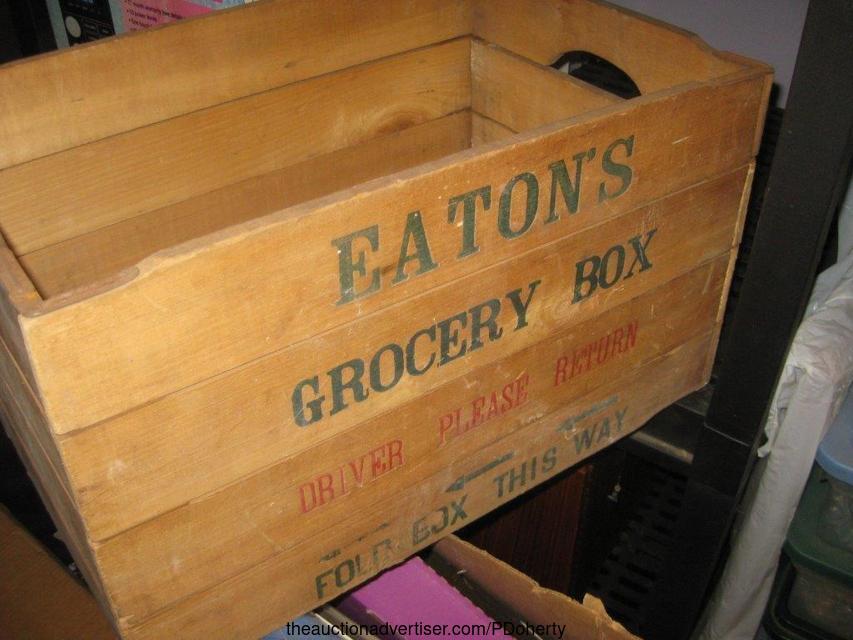 EATON'S
GROCERY BOX
DRIVER PLEASE RETURN
FOLD BOX THIS WAY
theauctionadvertiser.com/PDoherty